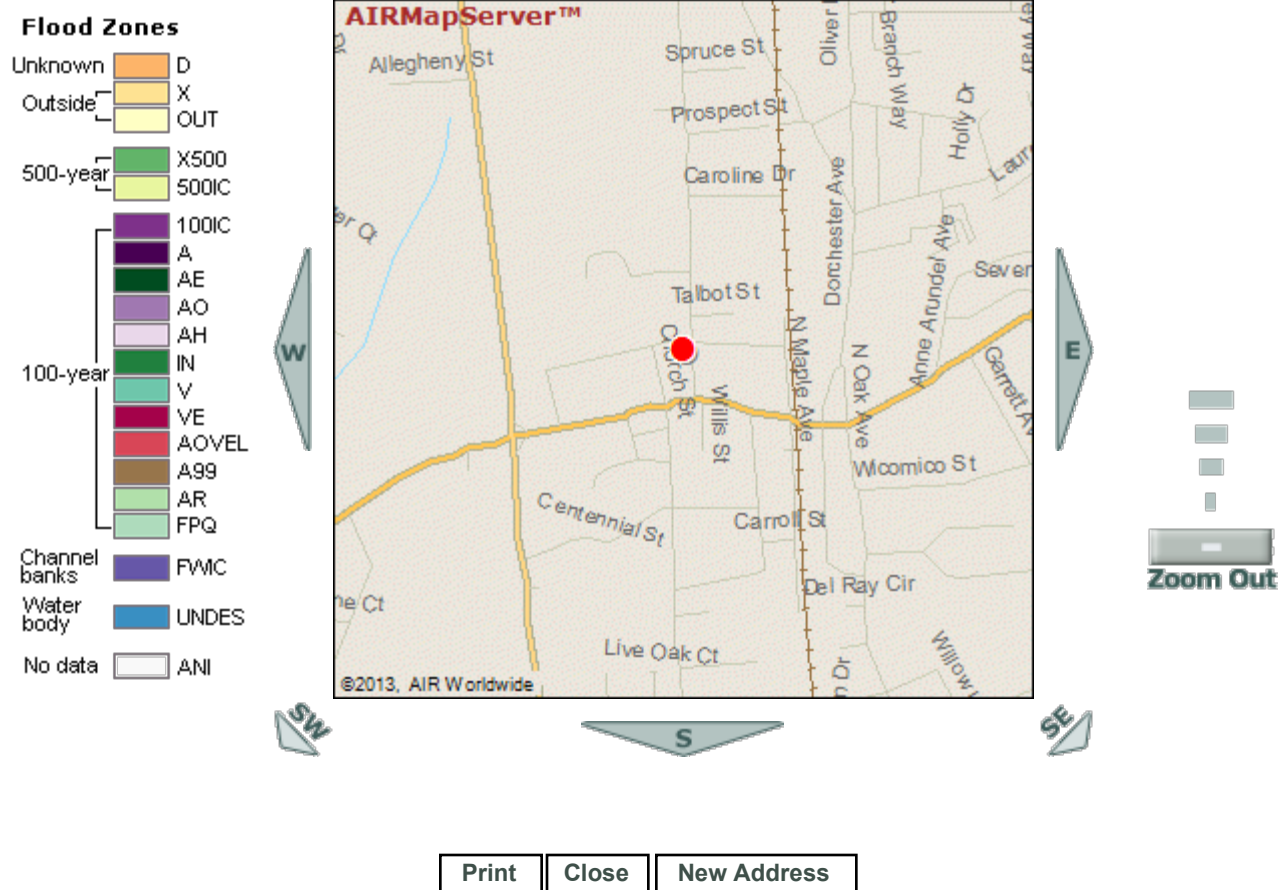 Flood Zones
Unknown D
Outside X
OUT
500-year X500
500IC
100-year
100IC
A
AE
AO
AH
IN
V
VE
AOVEL
A99
AR
FPQ
Channel banks FWIC
Water body UNDES
No data ANI
AIRMapServer™
Allegheny St
Spruce St
Oliver
Branch Way
Prospect St
Holly Dr
Caroline Dr
Dorchester Ave
Talbot St
Anne Arundel Ave
Church St
N Maple Ave
N Oak Ave
Willis St
Wicomico St
Centennial St
Carroll St
Del Ray Cir
Live Oak Ct
Willow
Dr
Ct
Way
©2013, AIR Worldwide
W
E
Zoom Out
SW
S
SE
Print
Close
New Address